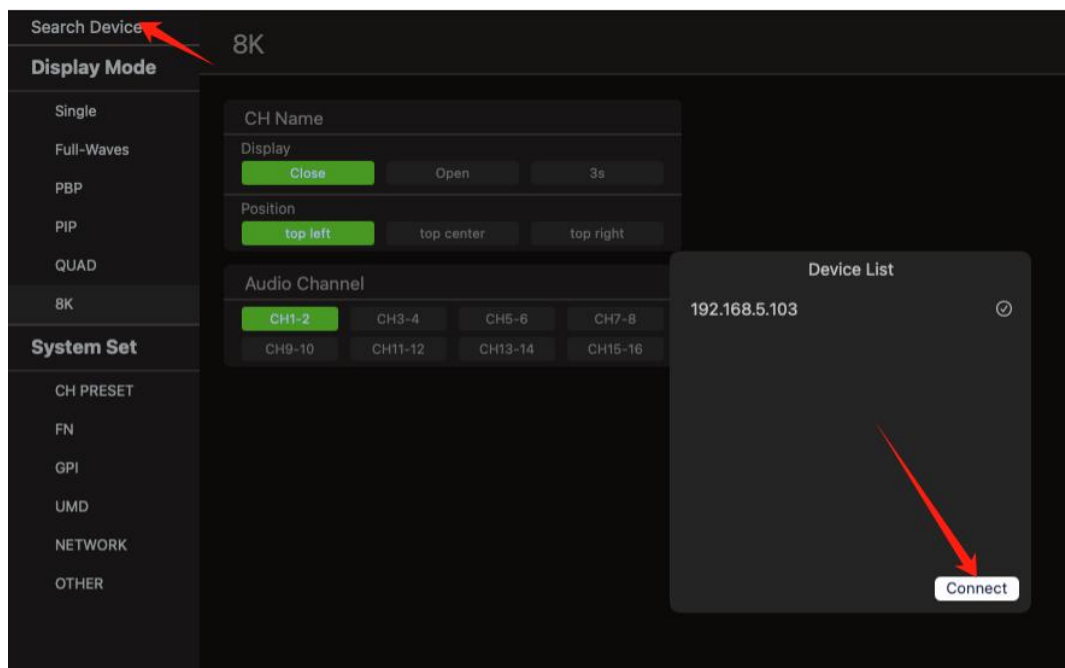 Search Device
Display Mode
Single
Full-Waves
PBP
PIP
QUAD
8K
System Set
CH PRESET
FN
GPI
UMD
NETWORK
OTHER
8K
CH Name
Display
Close Open 3s
Position
top left top center top right
Audio Channel
CH1-2 CH3-4 CH5-6 CH7-8
CH9-10 CH11-12 CH13-14 CH15-16
Device List
192.168.5.103
Connect